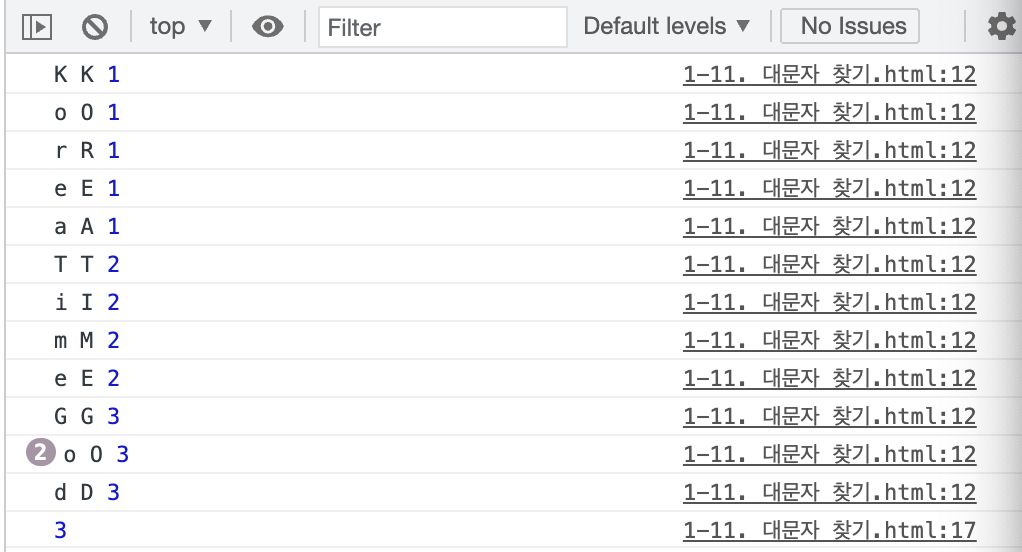 top ▼ Filter Default levels ▼ No Issues
K K 1 1-11. 대문자 찾기.html:12
o O 1 1-11. 대문자 찾기.html:12
r R 1 1-11. 대문자 찾기.html:12
e E 1 1-11. 대문자 찾기.html:12
a A 1 1-11. 대문자 찾기.html:12
T T 2 1-11. 대문자 찾기.html:12
i I 2 1-11. 대문자 찾기.html:12
m M 2 1-11. 대문자 찾기.html:12
e E 2 1-11. 대문자 찾기.html:12
G G 3 1-11. 대문자 찾기.html:12
2 o O 3 1-11. 대문자 찾기.html:12
d D 3 1-11. 대문자 찾기.html:12
3 1-11. 대문자 찾기.html:17